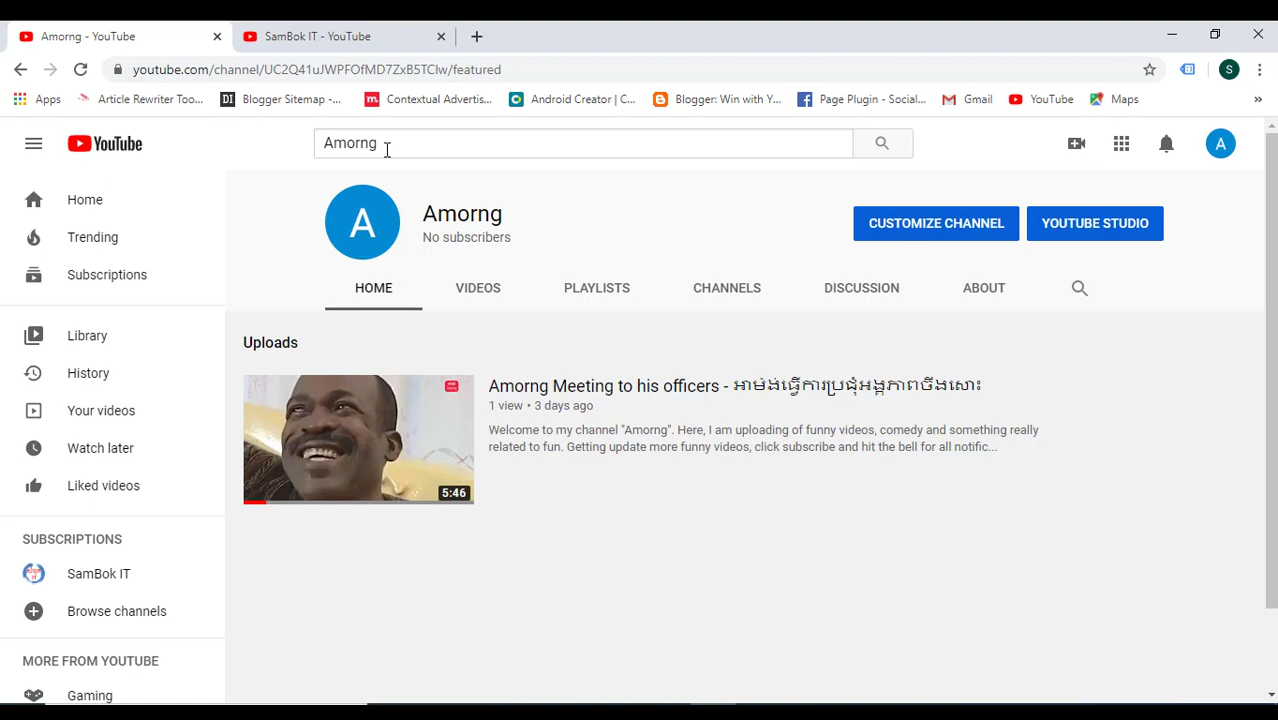 Amorng - YouTube
SamBok IT - YouTube
youtube.com/channel/UC2Q41uJWPFOfMD7ZxB5TClw/featured
S
Apps
Article Rewriter Too...
DI Blogger Sitemap -...
m. Contextual Advertis...
Android Creator | C...
Blogger: Win with Y...
Page Plugin - Social...
Gmail
YouTube
Maps
»
YouTube
Amorng
A
Home
Trending
Subscriptions
Library
History
Your videos
Watch later
Liked videos
SUBSCRIPTIONS
SamBok IT
Browse channels
MORE FROM YOUTUBE
Gaming
A
Amorng
No subscribers
CUSTOMIZE CHANNEL
YOUTUBE STUDIO
HOME
VIDEOS
PLAYLISTS
CHANNELS
DISCUSSION
ABOUT
Uploads
5:46
Amorng Meeting to his officers - អាម៉ងធ្វើការប្រជុំអង្គភាពចឹងសោះ
1 view • 3 days ago
Welcome to my channel "Amorng". Here, I am uploading of funny videos, comedy and something really
related to fun. Getting update more funny videos, click subscribe and hit the bell for all notific...